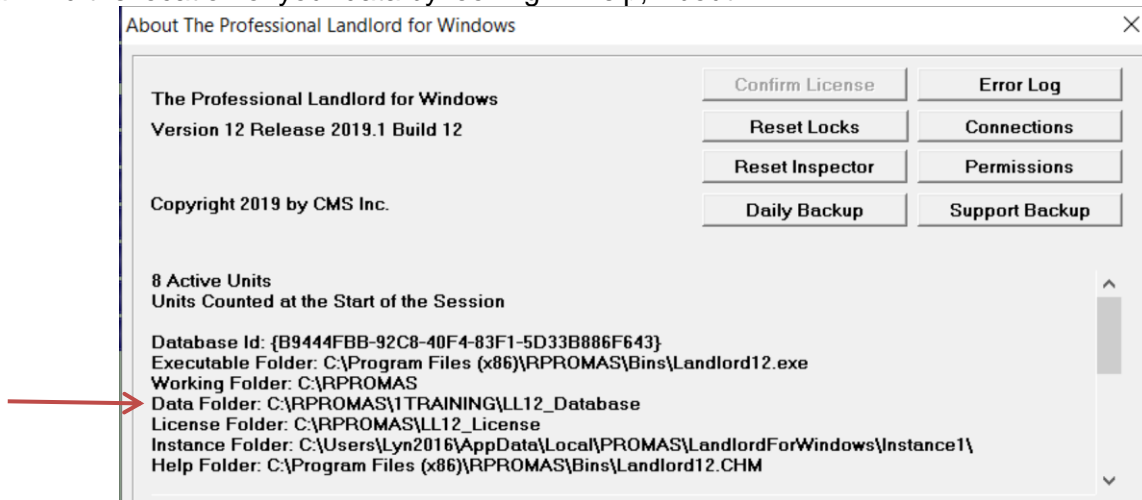 About The Professional Landlord for Windows
The Professional Landlord for Windows
Version 12 Release 2019.1 Build 12
Copyright 2019 by CMS Inc.
Confirm License
Error Log
Reset Locks
Connections
Reset Inspector
Permissions
Daily Backup
Support Backup
8 Active Units
Units Counted at the Start of the Session
Database Id: {B9444FBB-92C8-40F4-83F1-5D33B886F643}
Executable Folder: C:\Program Files (x86)\RPROMAS\Bins\Landlord12.exe
Working Folder: C:\RPROMAS
Data Folder: C:\RPROMAS\1TRAINING\LL12_Database
License Folder: C:\RPROMAS\LL12_License
Instance Folder: C:\Users\Lyn2016\AppData\Local\PROMAS\LandlordForWindows\Instance1\
Help Folder: C:\Program Files (x86)\RPROMAS\Bins\Landlord12.CHM